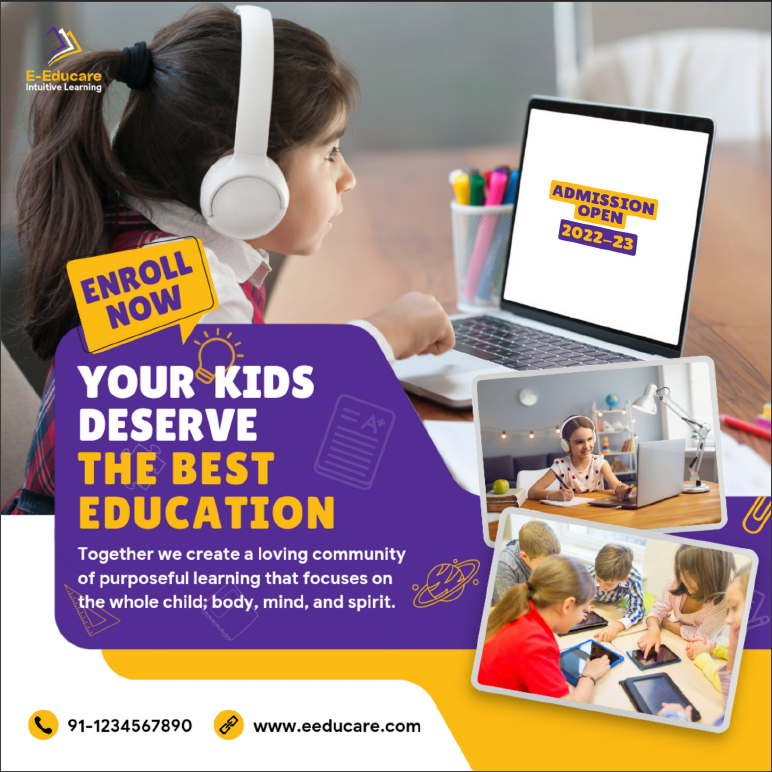 E-Educare
Intuitive Learning
ADMISSION
OPEN
2022-23
ENROLL
NOW
YOUR KIDS
DESERVE
THE BEST
EDUCATION
A+
Together we create a loving community
of purposeful learning that focuses on
the whole child; body, mind, and spirit.
91-1234567890
www.eeducare.com